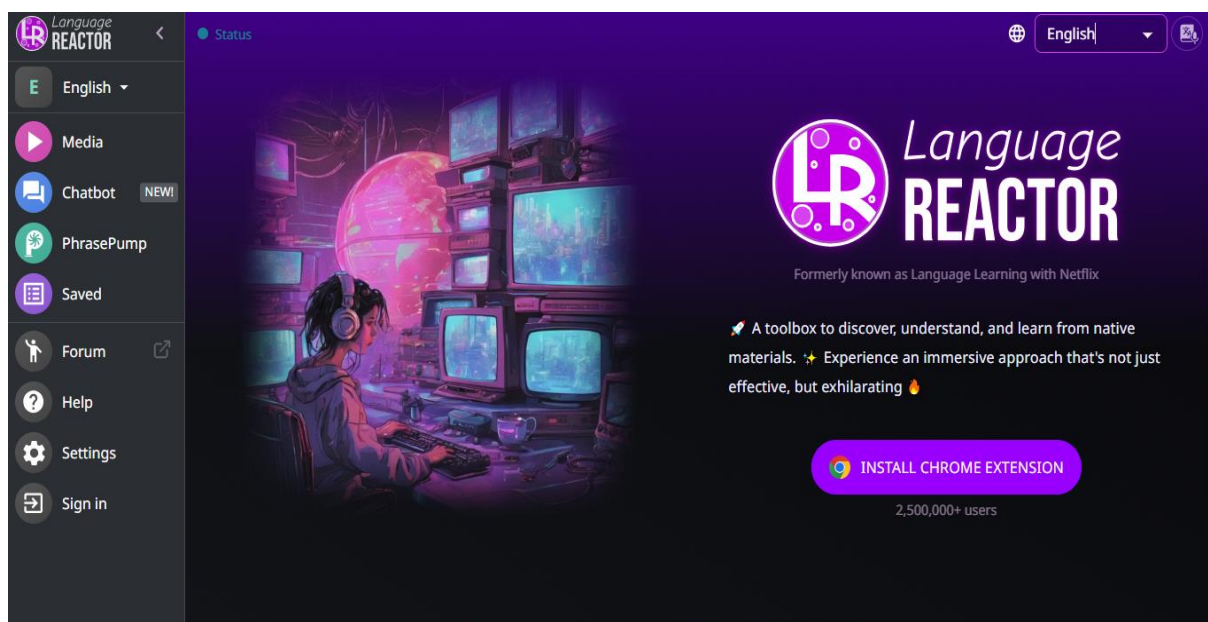 Language
REACTOR
E English
Media
Chatbot NEW!
PhrasePump
Saved
Forum
Help
Settings
Sign in
Status
English
LR Language
REACTOR
Formerly known as Language Learning with Netflix
🚀 A toolbox to discover, understand, and learn from native
materials. ✨ Experience an immersive approach that's not just
effective, but exhilarating 🔥
INSTALL CHROME EXTENSION
2,500,000+ users